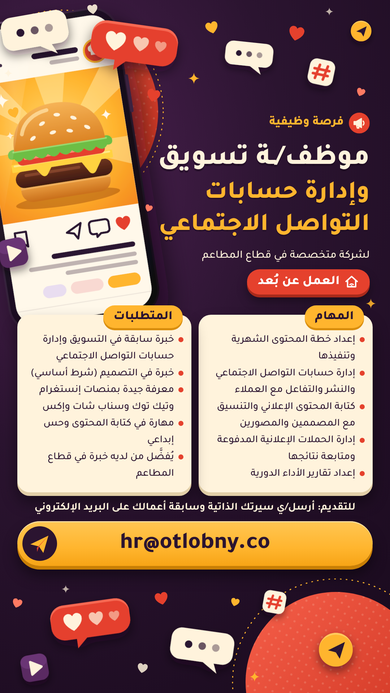 فرصة وظيفية
موظف/ـة تسويق
وإدارة حسابات
التواصل الاجتماعي
لشركة متخصصة في قطاع المطاعم
العمل عن بُعد
المهام
إعداد خطة المحتوى الشهرية
وتنفيذها
إدارة حسابات التواصل الاجتماعي
والنشر والتفاعل مع العملاء
كتابة المحتوى الإعلاني والتنسيق
مع المصممين والمصورين
إدارة الحملات الإعلانية المدفوعة
ومتابعة نتائجها
إعداد تقارير الأداء الدورية
المتطلبات
خبرة سابقة في التسويق وإدارة
حسابات التواصل الاجتماعي
خبرة في التصميم (شرط أساسي)
معرفة جيدة بمنصات إنستغرام
وتيك توك وسناب شات وإكس
مهارة في كتابة المحتوى وحس
إبداعي
يُفضَّل من لديه خبرة في قطاع
المطاعم
للتقديم: أرسل/ي سيرتك الذاتية وسابقة أعمالك على البريد الإلكتروني
hr@otlobny.co